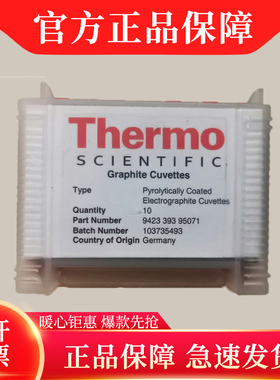 官方正品保障
Thermo
SCIENTIFIC
Graphite Cuvettes
Type Pyrolytically Coated
Electrographite Cuvettes
Quantity 10
Part Number 9423 393 95071
Batch Number 103735493
Country of Origin Germany
暖心钜惠 爆款先抢
正品保障 急速发货